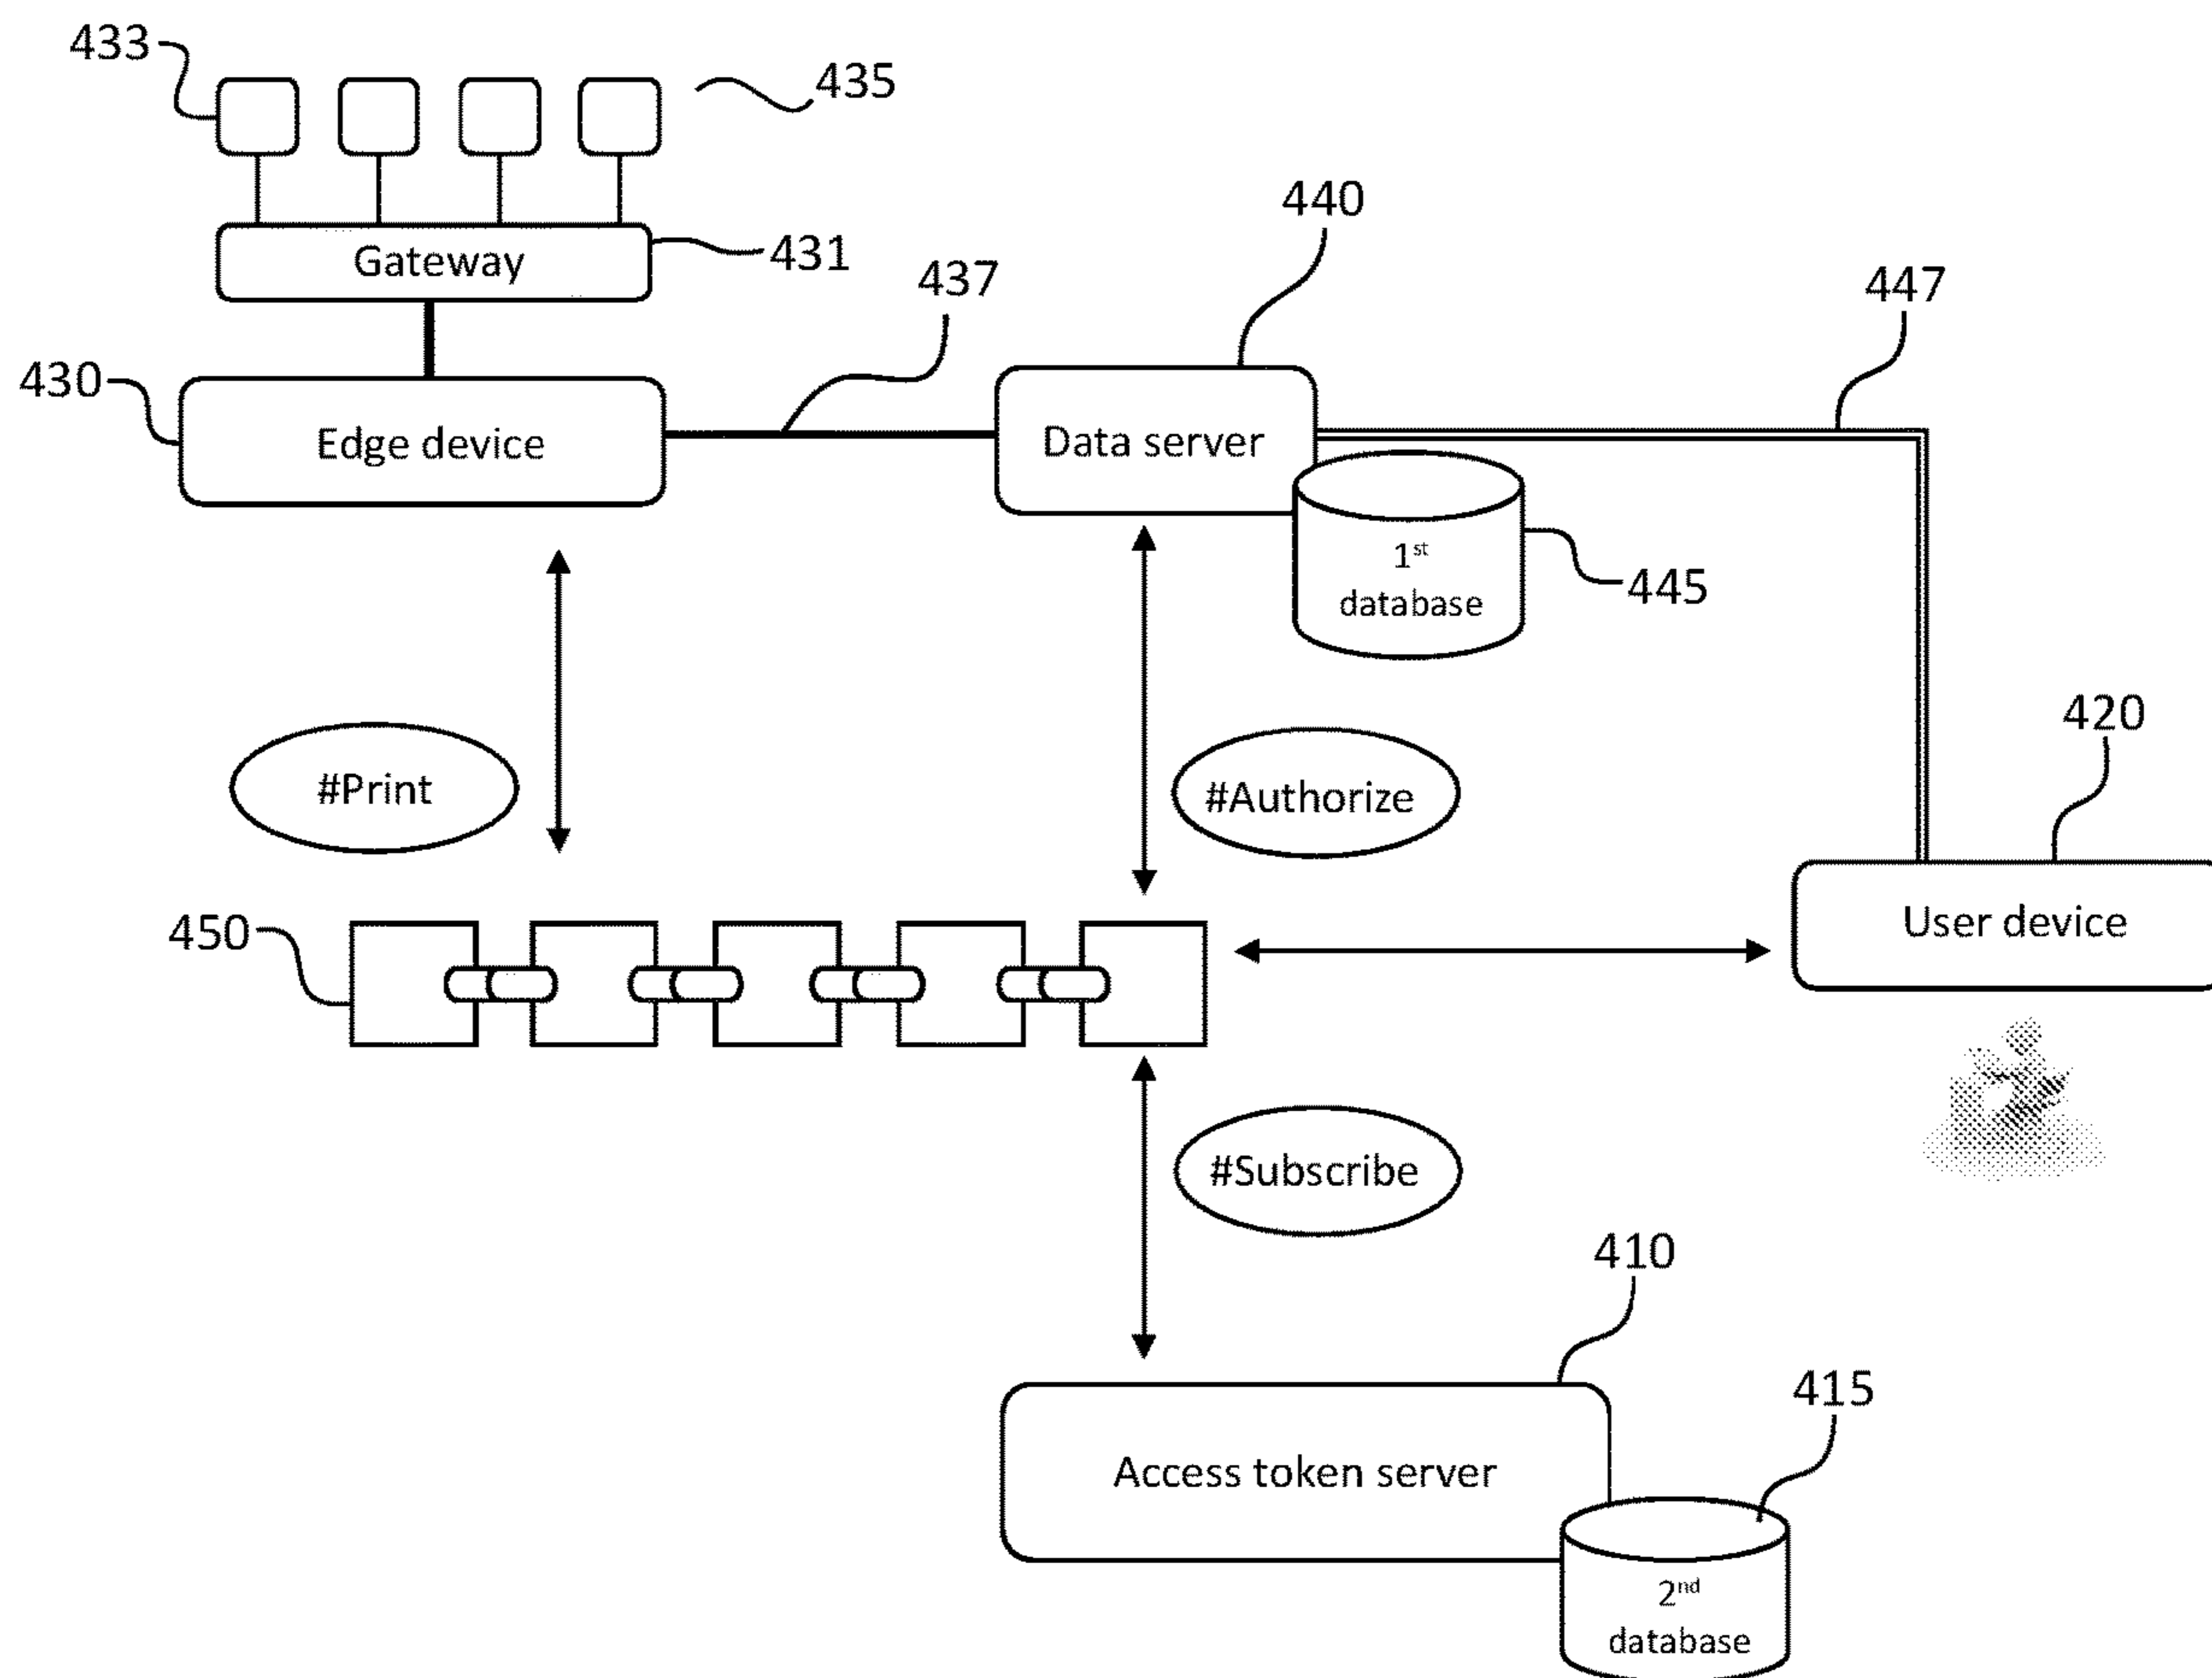 433
435
440
Gateway
431
437
447
430
Edge device
Data server
1st
database
445
420
#Print
#Authorize
450
User device
#Subscribe
410
415
Access token server
2nd
database